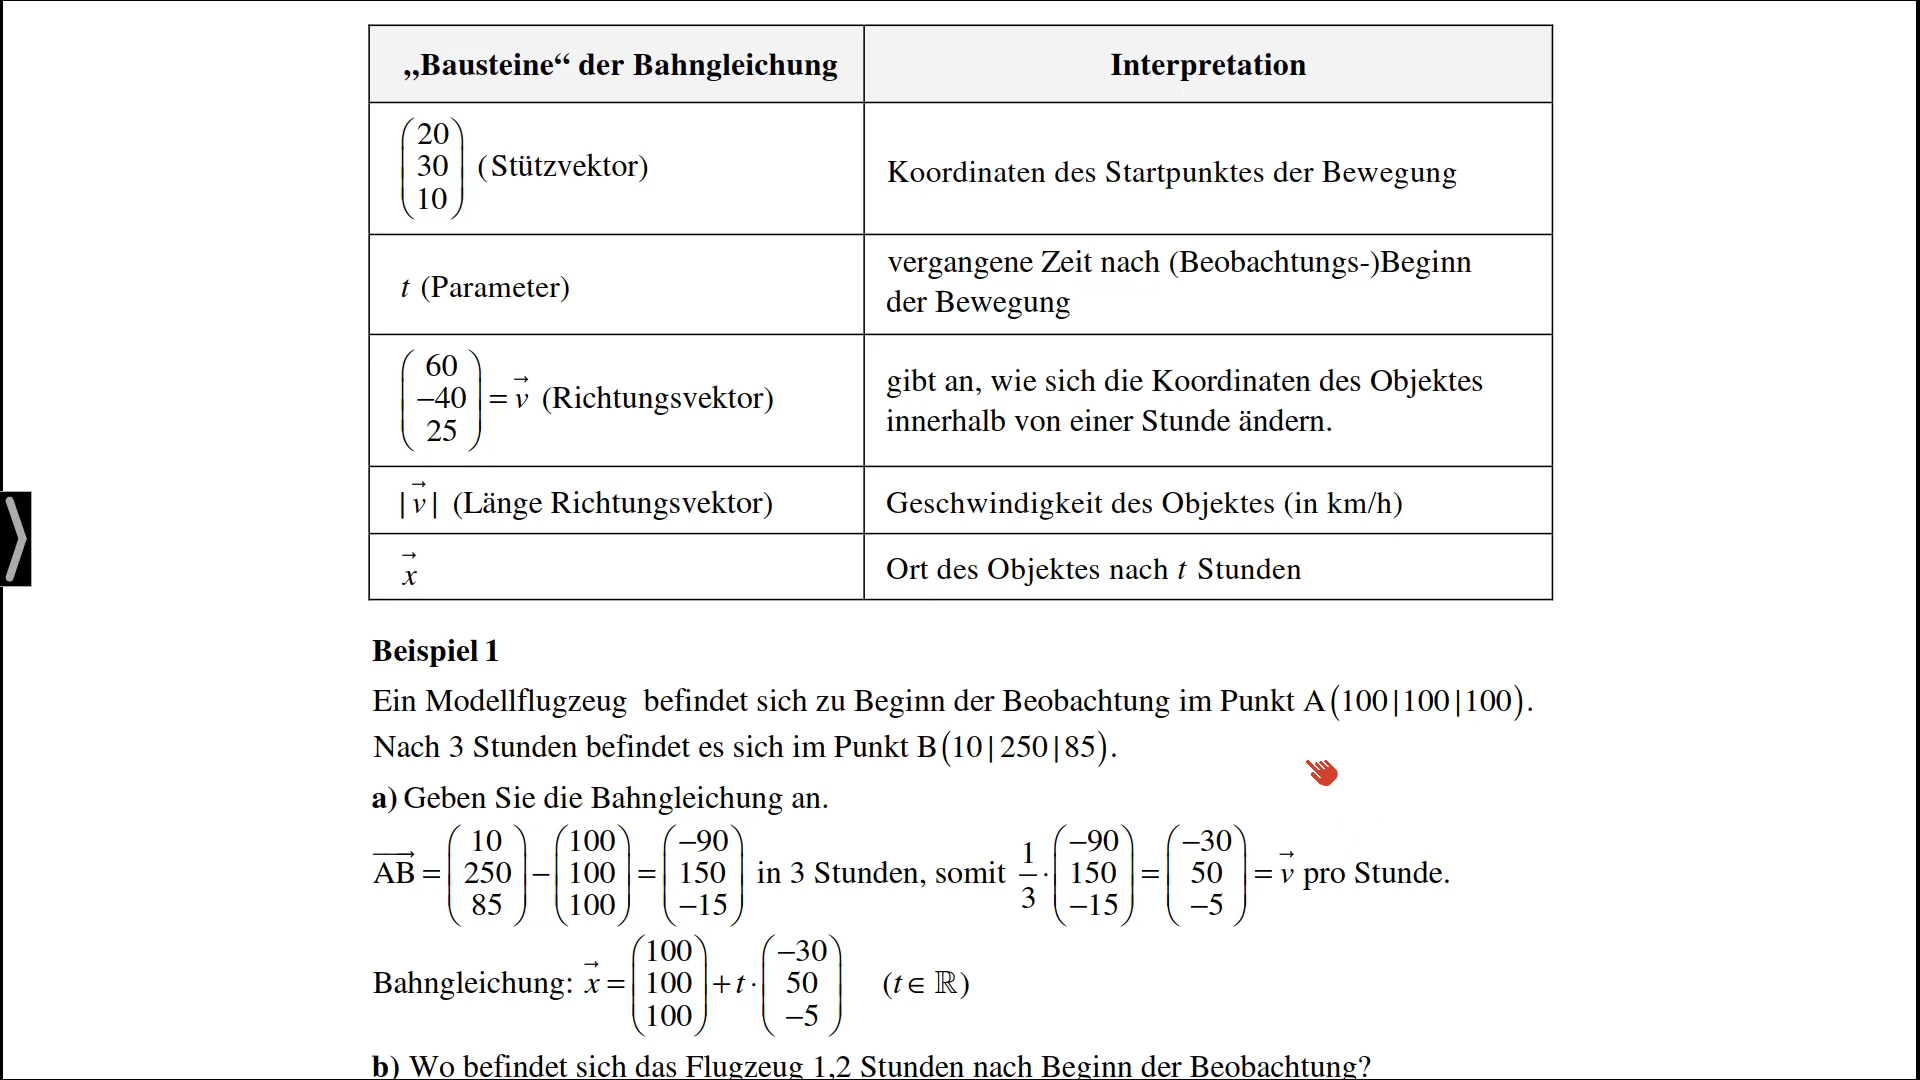 „Bausteine“ der Bahngleichung Interpretation
(20 30 10) (Stützvektor) Koordinaten des Startpunktes der Bewegung
t (Parameter) vergangene Zeit nach (Beobachtungs-)Beginn
der Bewegung
(60 −40 25) = v⃗ (Richtungsvektor) gibt an, wie sich die Koordinaten des Objektes
innerhalb von einer Stunde ändern.
|v⃗| (Länge Richtungsvektor) Geschwindigkeit des Objektes (in km/h)
x⃗ Ort des Objektes nach t Stunden
Beispiel 1
Ein Modellflugzeug befindet sich zu Beginn der Beobachtung im Punkt A(100|100|100).
Nach 3 Stunden befindet es sich im Punkt B(10|250|85).
a) Geben Sie die Bahngleichung an.
AB⃗ = (10 250 85) − (100 100 100) = (−90 150 −15) in 3 Stunden, somit 1/3 · (−90 150 −15) = (−30 50 −5) = v⃗ pro Stunde.
Bahngleichung: x⃗ = (100 100 100) + t · (−30 50 −5) (t ∈ ℝ)
b) Wo befindet sich das Flugzeug 1,2 Stunden nach Beginn der Beobachtung?